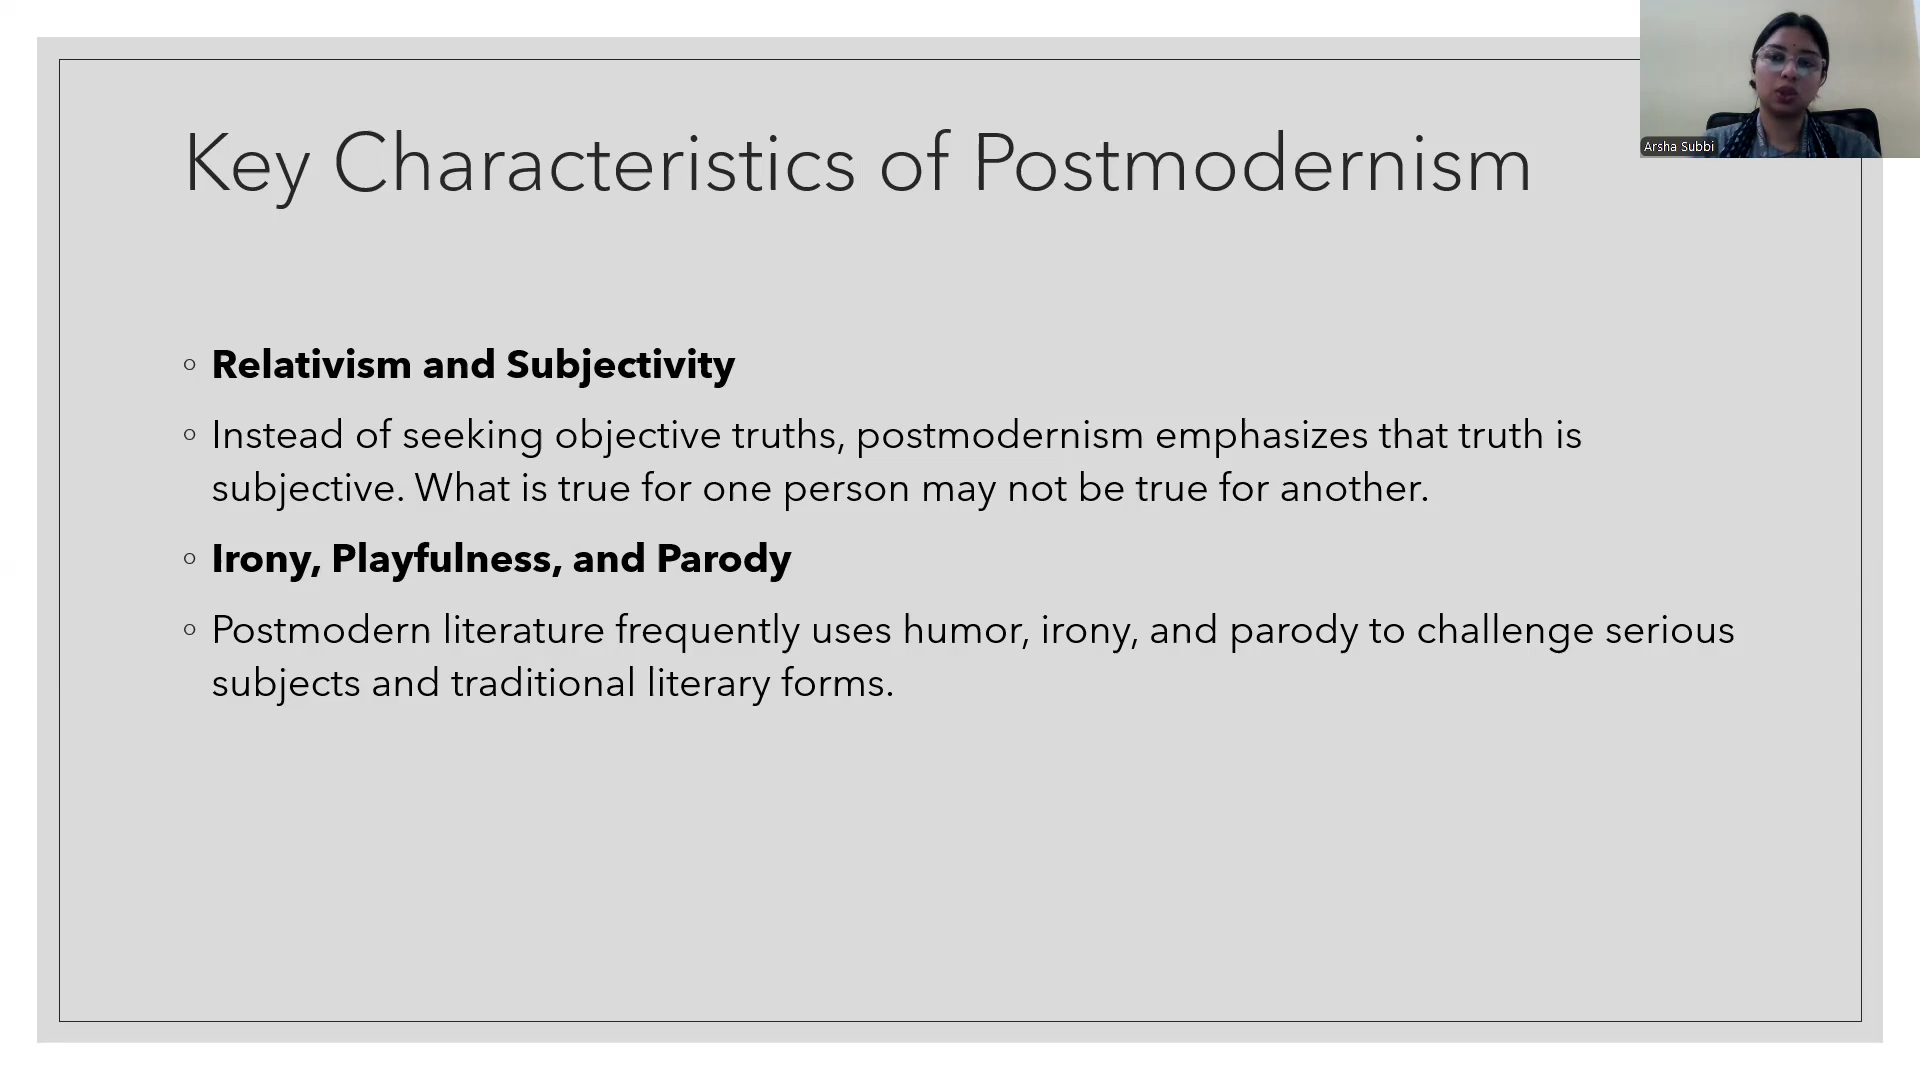 Key Characteristics of Postmodernism
Arsha Subbi
◦ Relativism and Subjectivity
◦ Instead of seeking objective truths, postmodernism emphasizes that truth is
subjective. What is true for one person may not be true for another.
◦ Irony, Playfulness, and Parody
◦ Postmodern literature frequently uses humor, irony, and parody to challenge serious
subjects and traditional literary forms.